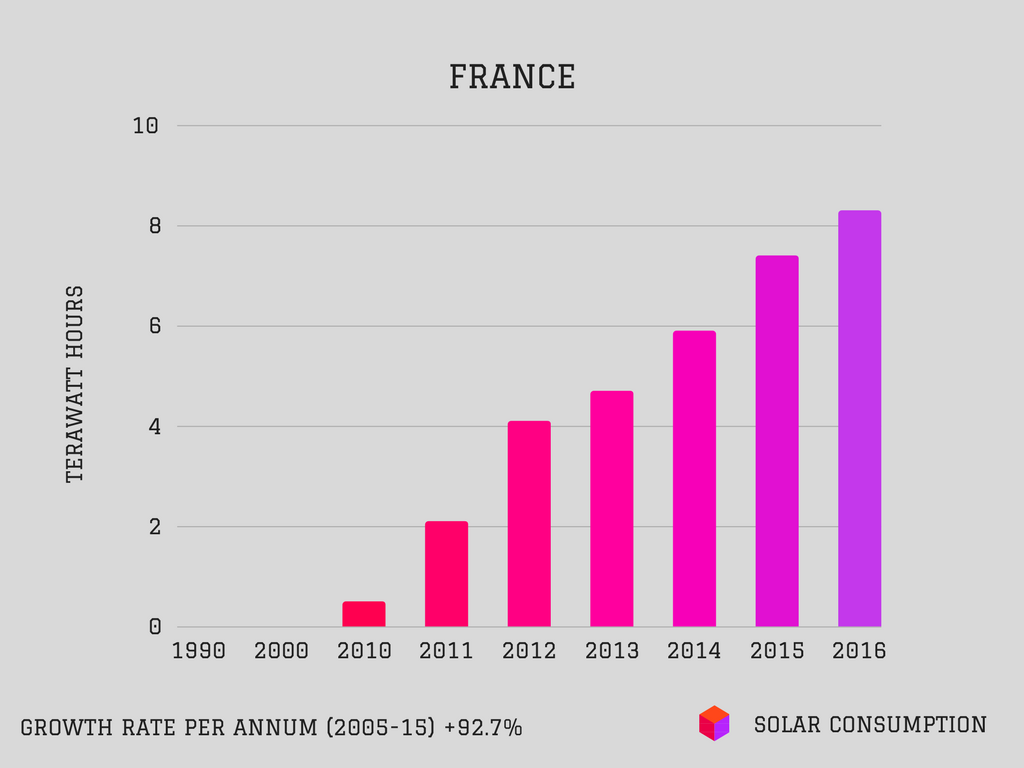 FRANCE
10
8
6
4
2
0
TERAWATT HOURS
1990 2000 2010 2011 2012 2013 2014 2015 2016
GROWTH RATE PER ANNUM (2005-15) +92.7%
SOLAR CONSUMPTION